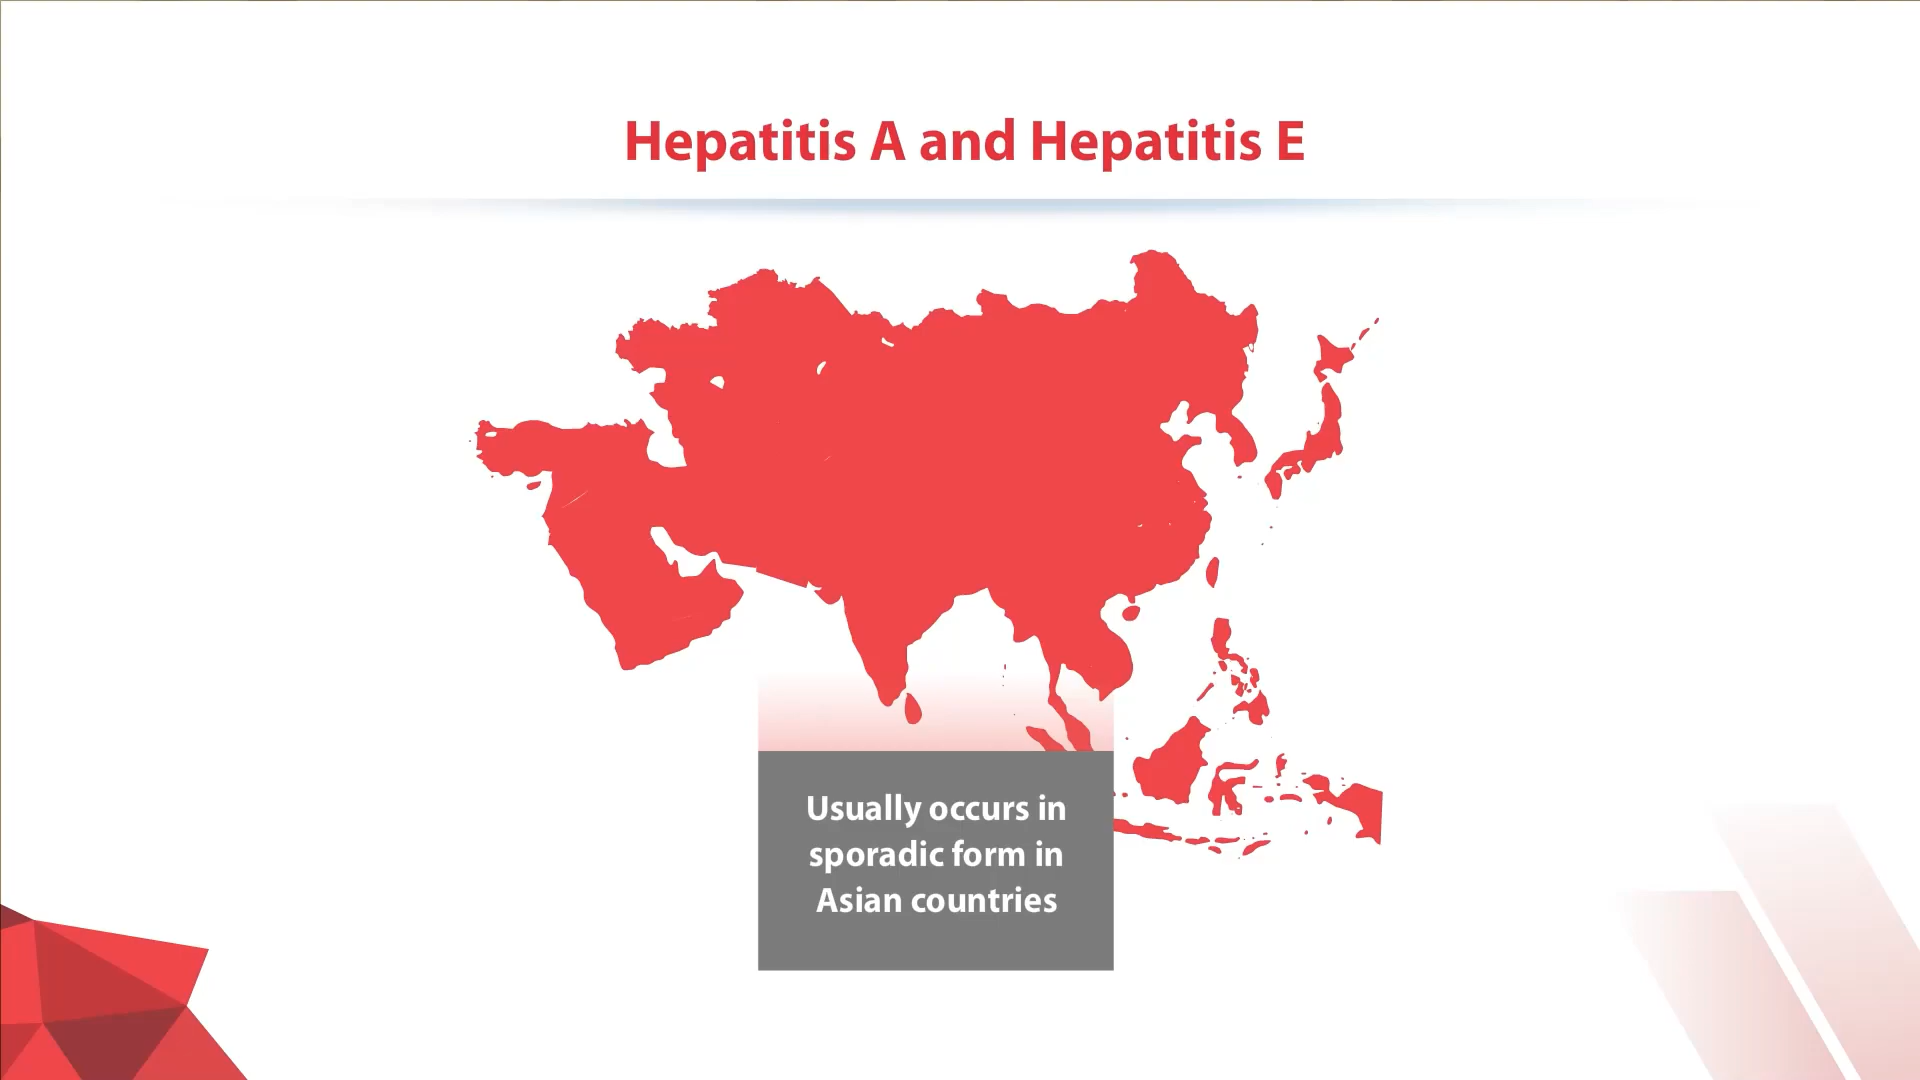 Hepatitis A and Hepatitis E
Usually occurs in
sporadic form in
Asian countries